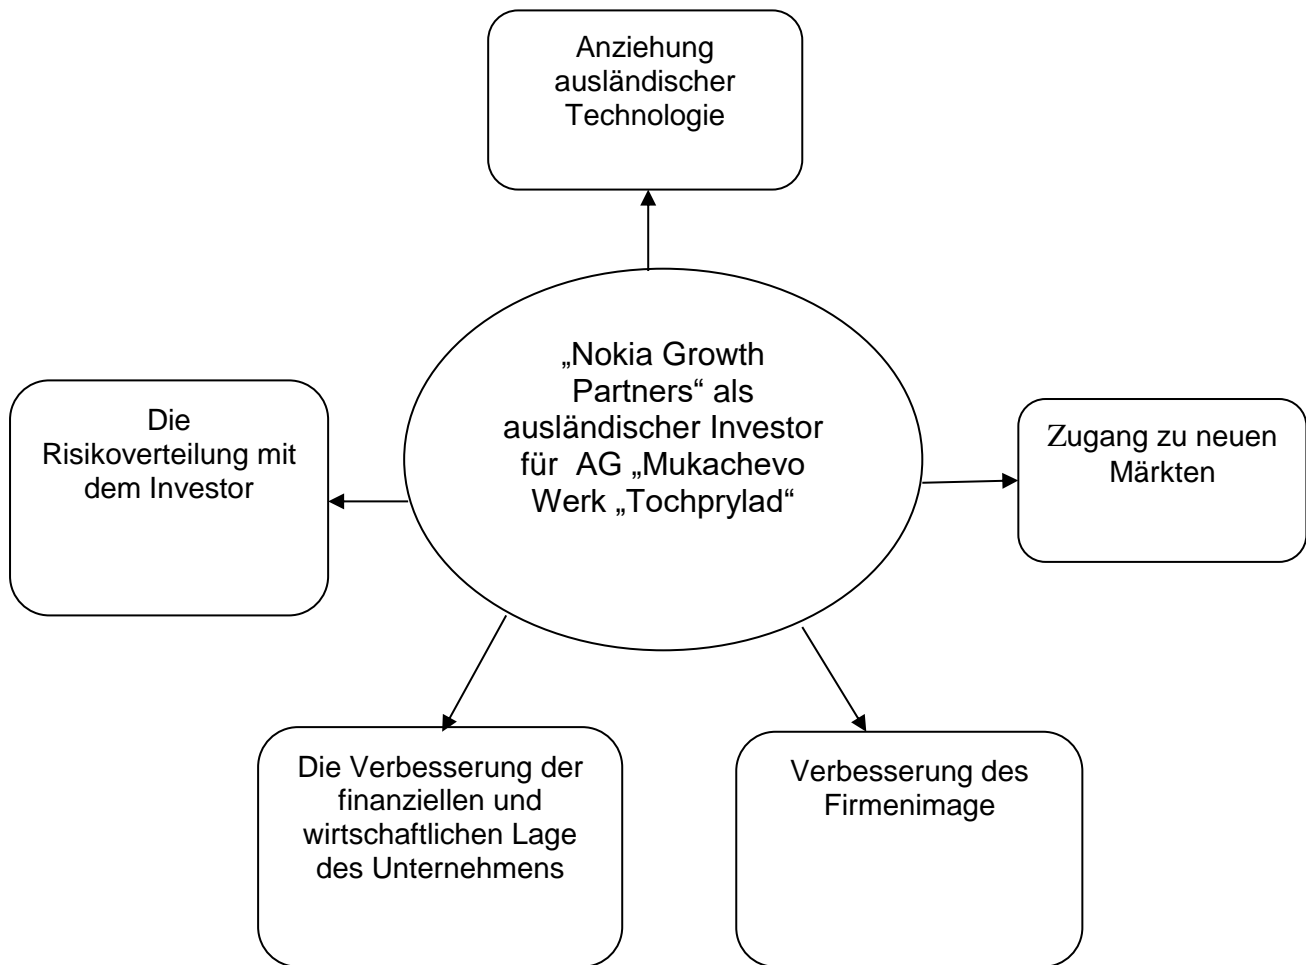 Anziehung
ausländischer
Technologie
„Nokia Growth
Partners“ als
ausländischer Investor
für AG „Mukachevo
Werk „Tochprylad“
Die
Risikoverteilung mit
dem Investor
Zugang zu neuen
Märkten
Die Verbesserung der
finanziellen und
wirtschaftlichen Lage
des Unternehmens
Verbesserung des
Firmenimage